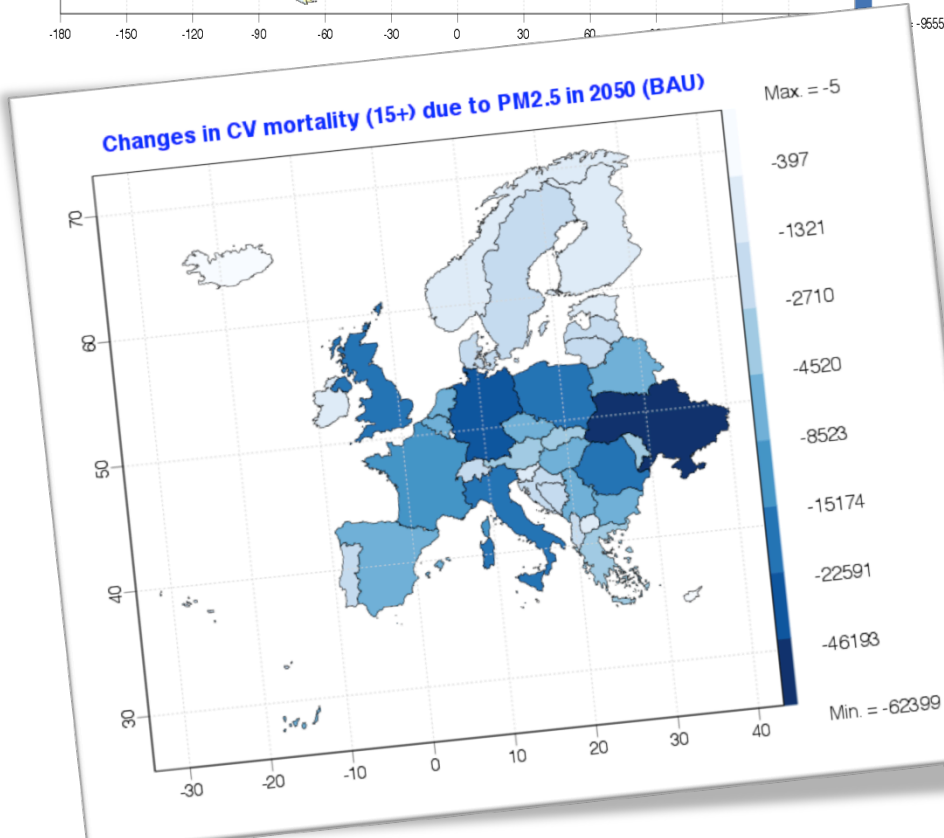 -180 -150 -120 -90 -60 -30 0 30 60
-9555
Changes in CV mortality (15+) due to PM2.5 in 2050 (BAU)
Max. = -5
-397
-1321
-2710
-4520
-8523
-15174
-22591
-46193
Min. = -62399
70
60
50
40
30
-30 -20 -10 0 10 20 30 40